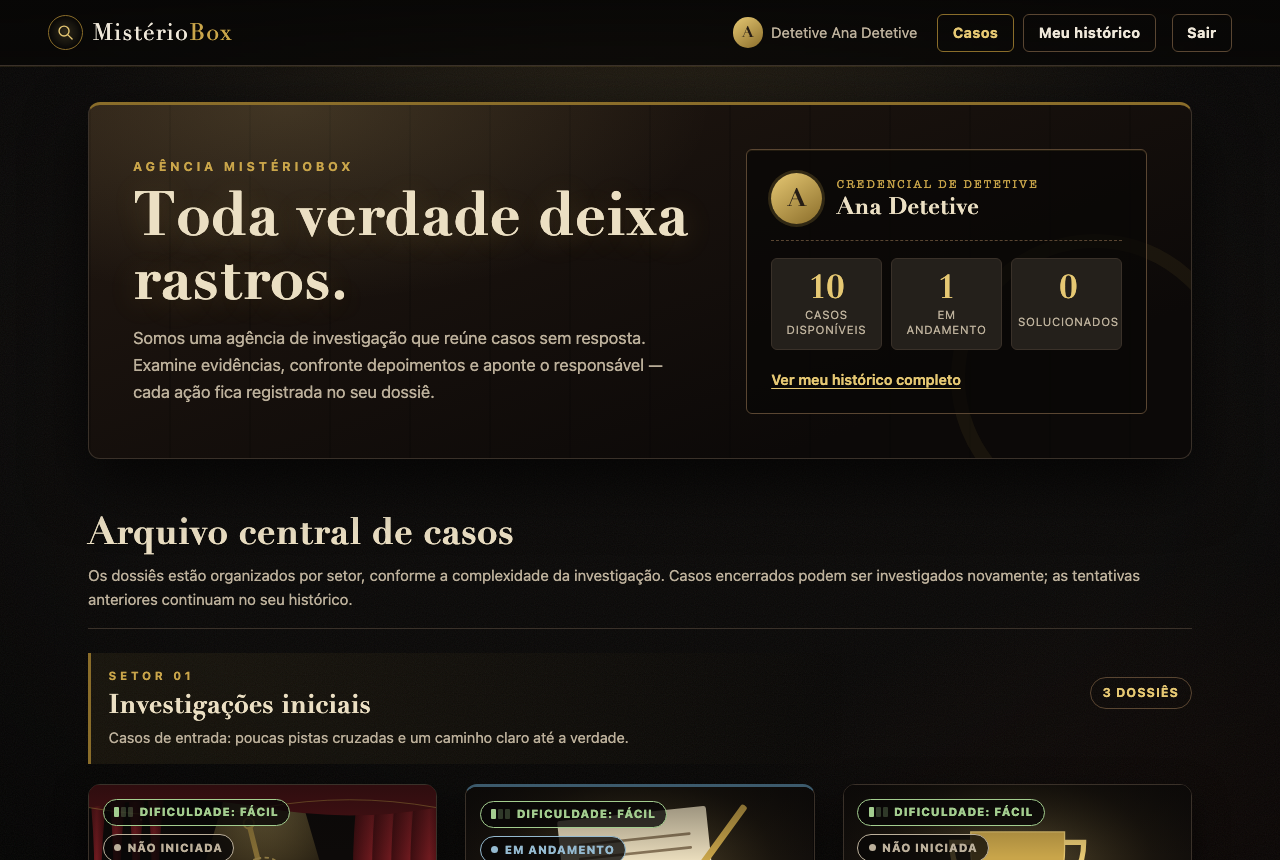 MistérioBox
A
Detetive Ana Detetive
Casos
Meu histórico
Sair
AGÊNCIA MISTÉRIOBOX
Toda verdade deixa
rastros.
Somos uma agência de investigação que reúne casos sem resposta.
Examine evidências, confronte depoimentos e aponte o responsável —
cada ação fica registrada no seu dossiê.
A
CREDENCIAL DE DETETIVE
Ana Detetive
10
CASOS
DISPONÍVEIS
1
EM
ANDAMENTO
0
SOLUCIONADOS
Ver meu histórico completo
Arquivo central de casos
Os dossiês estão organizados por setor, conforme a complexidade da investigação. Casos encerrados podem ser investigados novamente; as tentativas
anteriores continuam no seu histórico.
SETOR 01
Investigações iniciais
Casos de entrada: poucas pistas cruzadas e um caminho claro até a verdade.
3 DOSSIÊS
DIFICULDADE: FÁCIL
NÃO INICIADA
DIFICULDADE: FÁCIL
EM ANDAMENTO
DIFICULDADE: FÁCIL
NÃO INICIADA